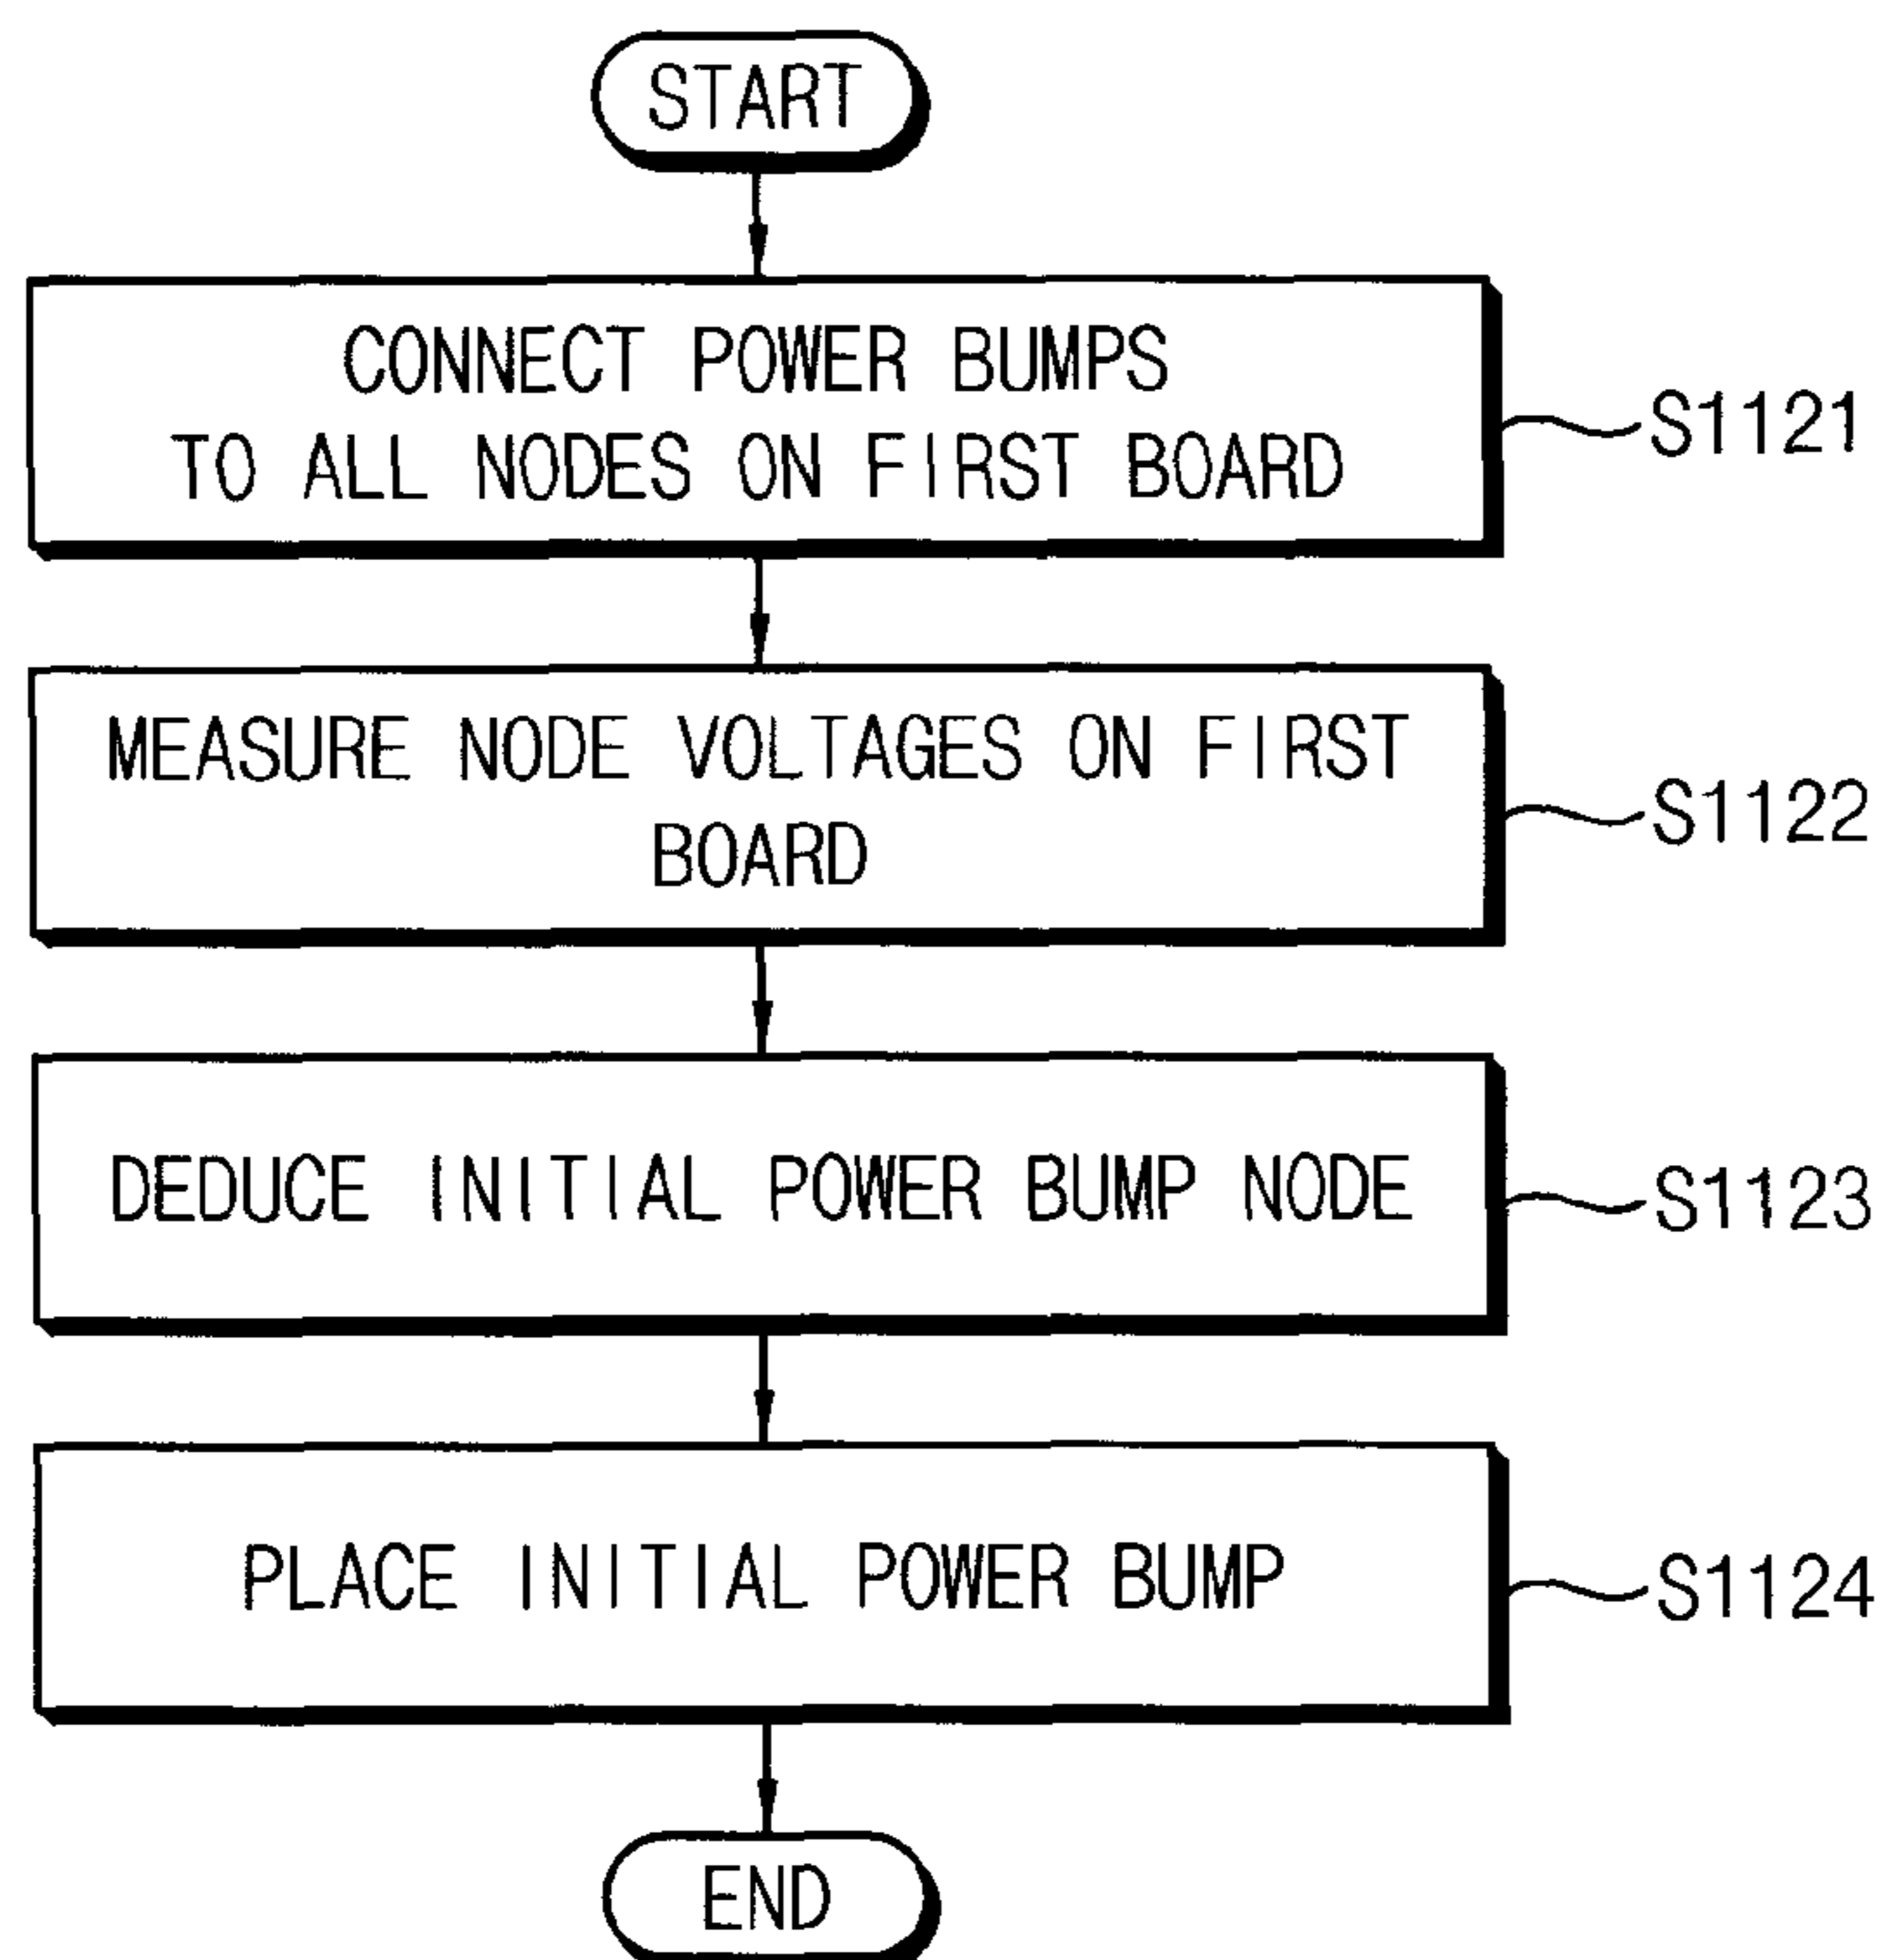 START
CONNECT POWER BUMPS
TO ALL NODES ON FIRST BOARD
S1121
MEASURE NODE VOLTAGES ON FIRST
BOARD
S1122
DEDUCE INITIAL POWER BUMP NODE
S1123
PLACE INITIAL POWER BUMP
S1124
END